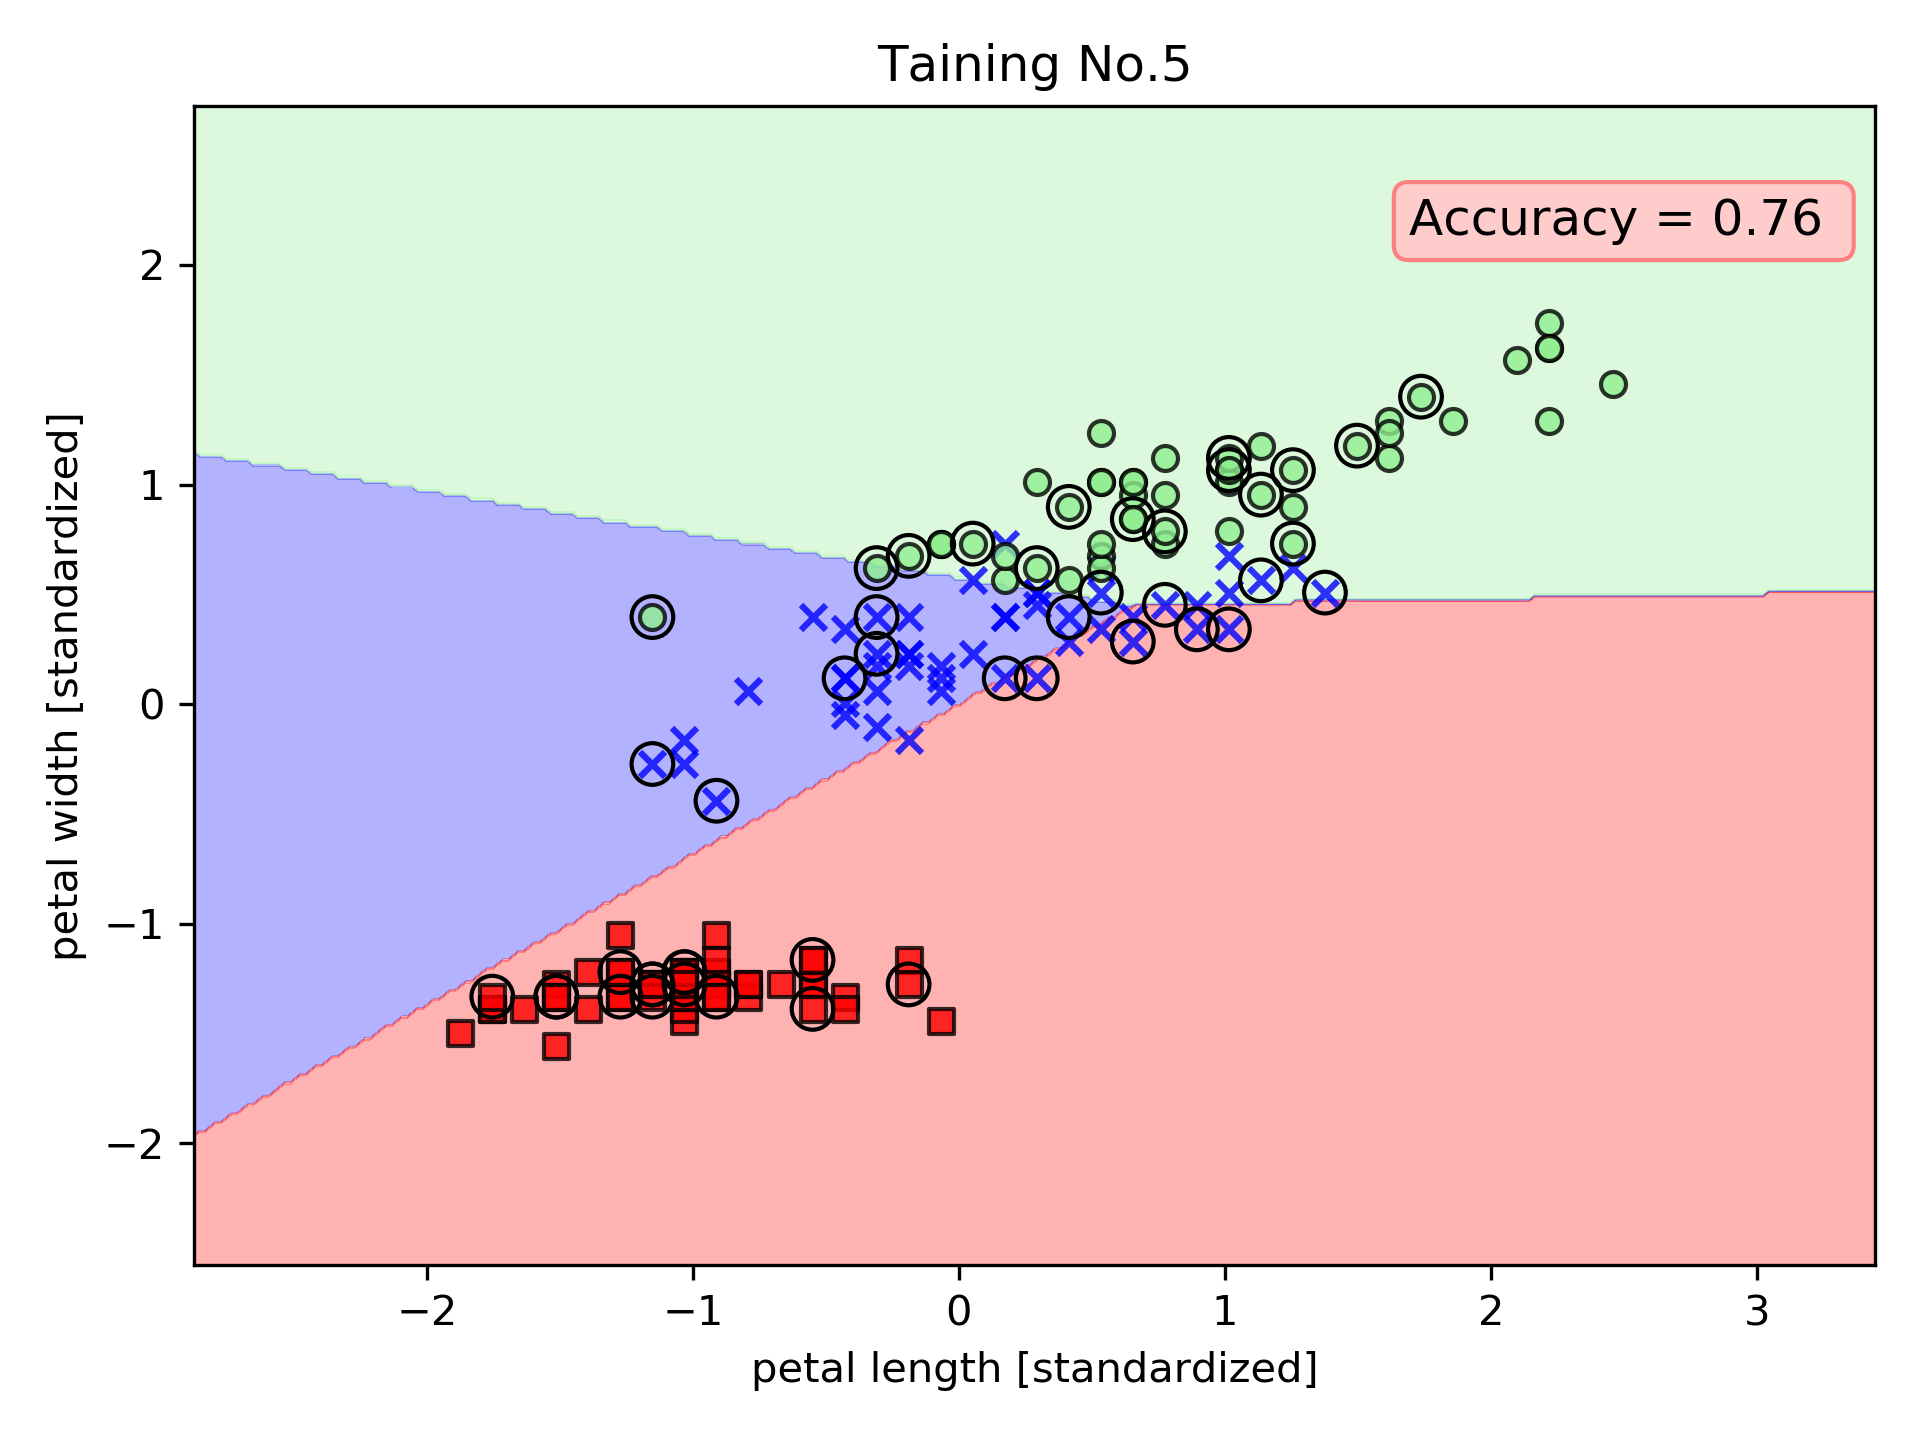 Taining No.5
Accuracy = 0.76
petal width [standardized]
2
1
0
−1
−2
−2 −1 0 1 2 3
petal length [standardized]